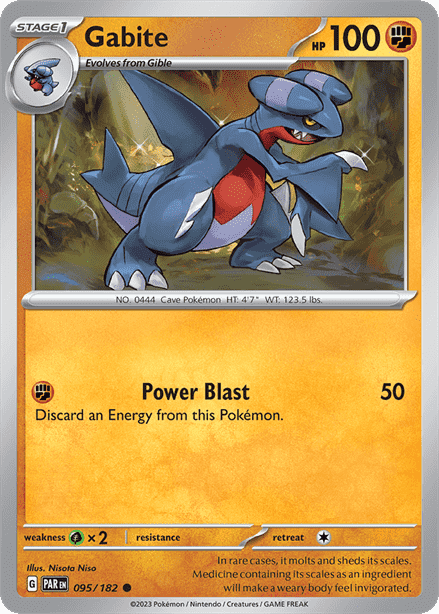 STAGE1
Gabite
HP 100
Evolves from Gible
NO. 0444 Cave Pokémon HT: 4'7" WT: 123.5 lbs.
Power Blast 50
Discard an Energy from this Pokémon.
weakness × 2 resistance retreat
Illus. Nisota Niso
G PAR EN 095/182
In rare cases, it molts and sheds its scales.
Medicine containing its scales as an ingredient
will make a weary body feel invigorated.
©2023 Pokémon / Nintendo / Creatures / GAME FREAK